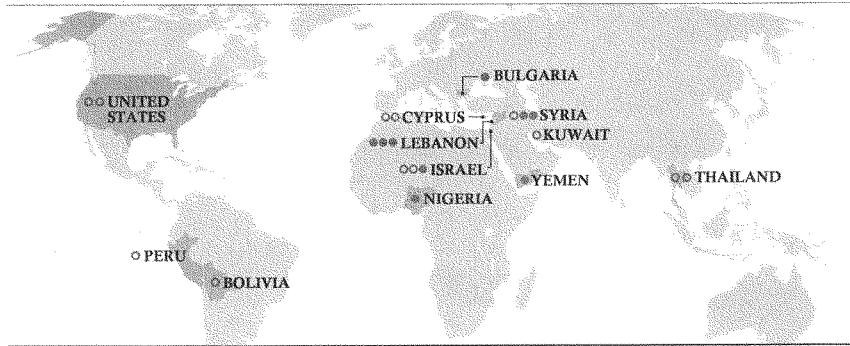 BULGARIA
UNITED
STATES
CYPRUS
SYRIA
LEBANON
KUWAIT
ISRAEL
YEMEN
THAILAND
NIGERIA
PERU
BOLIVIA